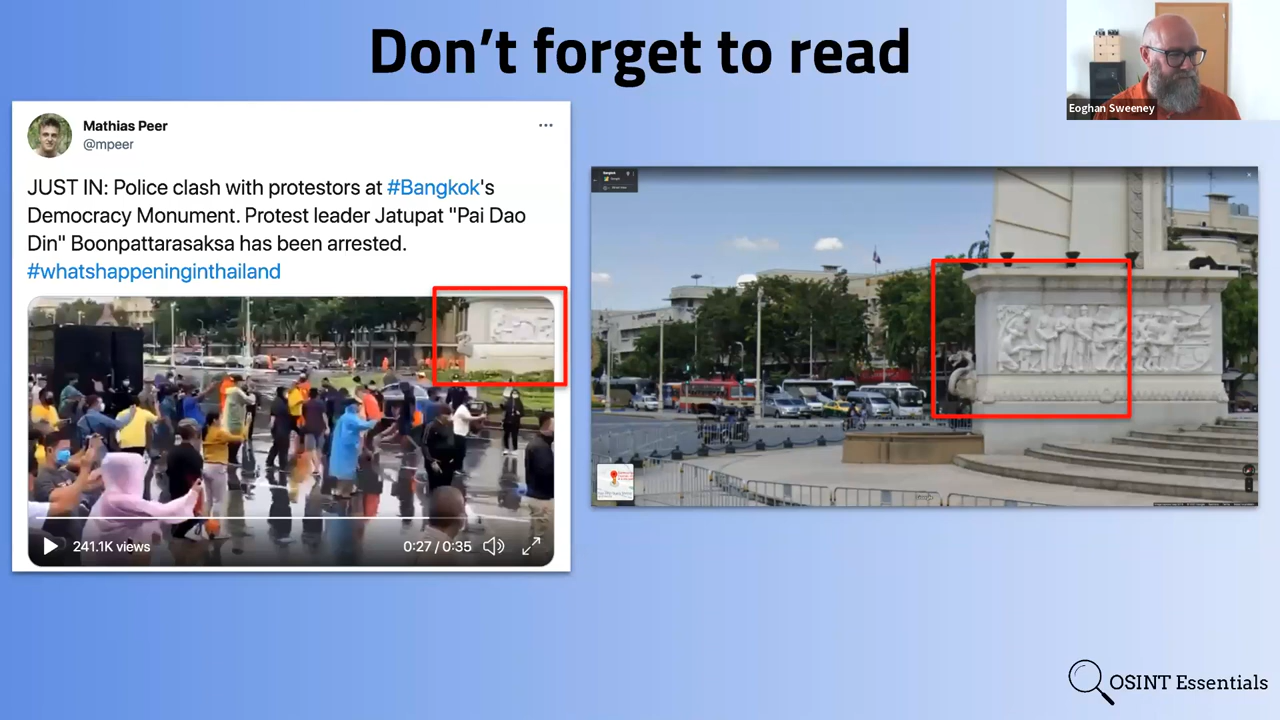 Don't forget to read
Eoghan Sweeney
Mathias Peer
@mpeer
JUST IN: Police clash with protestors at #Bangkok's
Democracy Monument. Protest leader Jatupat "Pai Dao
Din" Boonpattarasaksa has been arrested.
#whatshappeninginthailand
241.1K views
0:27 / 0:35
OSINT Essentials